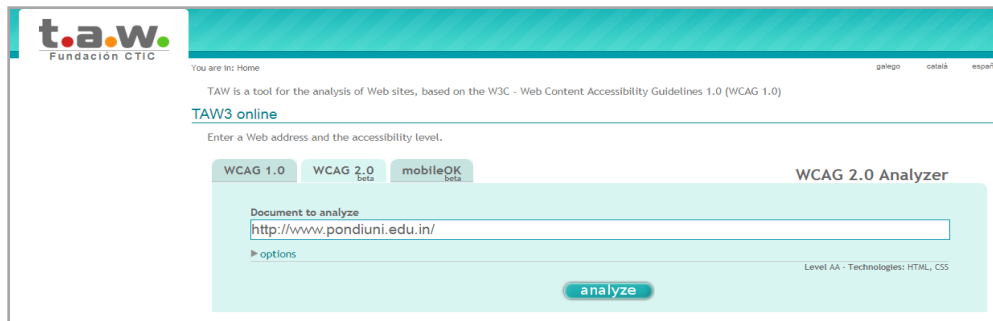 t.a.w.
Fundación CTIC
You are in: Home
galego català españ
TAW is a tool for the analysis of Web sites, based on the W3C - Web Content Accessibility Guidelines 1.0 (WCAG 1.0)
TAW3 online
Enter a Web address and the accessibility level.
WCAG 1.0 WCAG 2.0 beta mobileOK beta
WCAG 2.0 Analyzer
Document to analyze
http://www.pondiuni.edu.in/
options
Level AA - Technologies: HTML, CSS
analyze